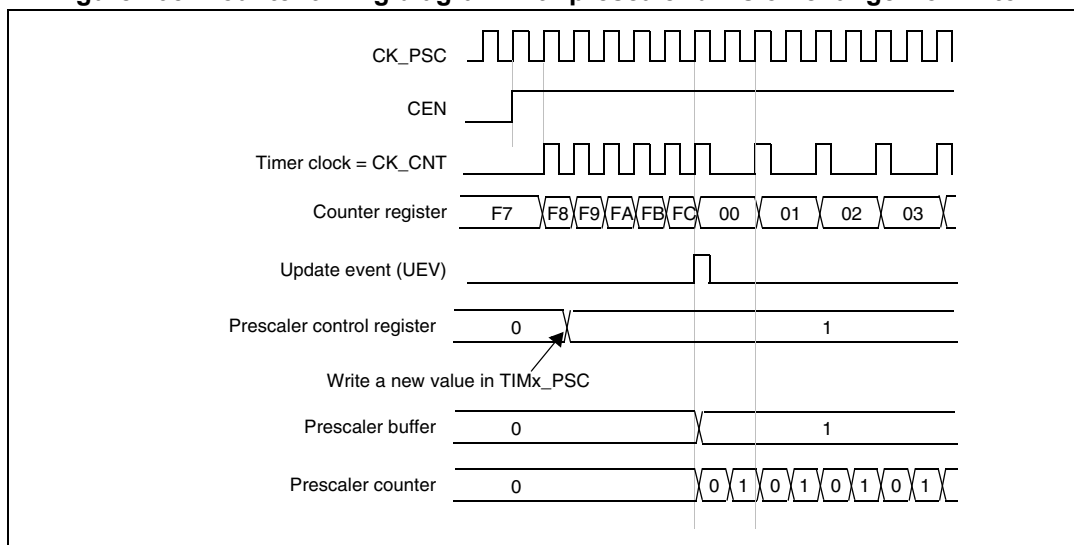 CK_PSC
CEN
Timer clock = CK_CNT
Counter register F7 F8 F9 FA FB FC 00 01 02 03
Update event (UEV)
Prescaler control register 0 1
Write a new value in TIMx_PSC
Prescaler buffer 0 1
Prescaler counter 0 0 1 0 1 0 1 0 1